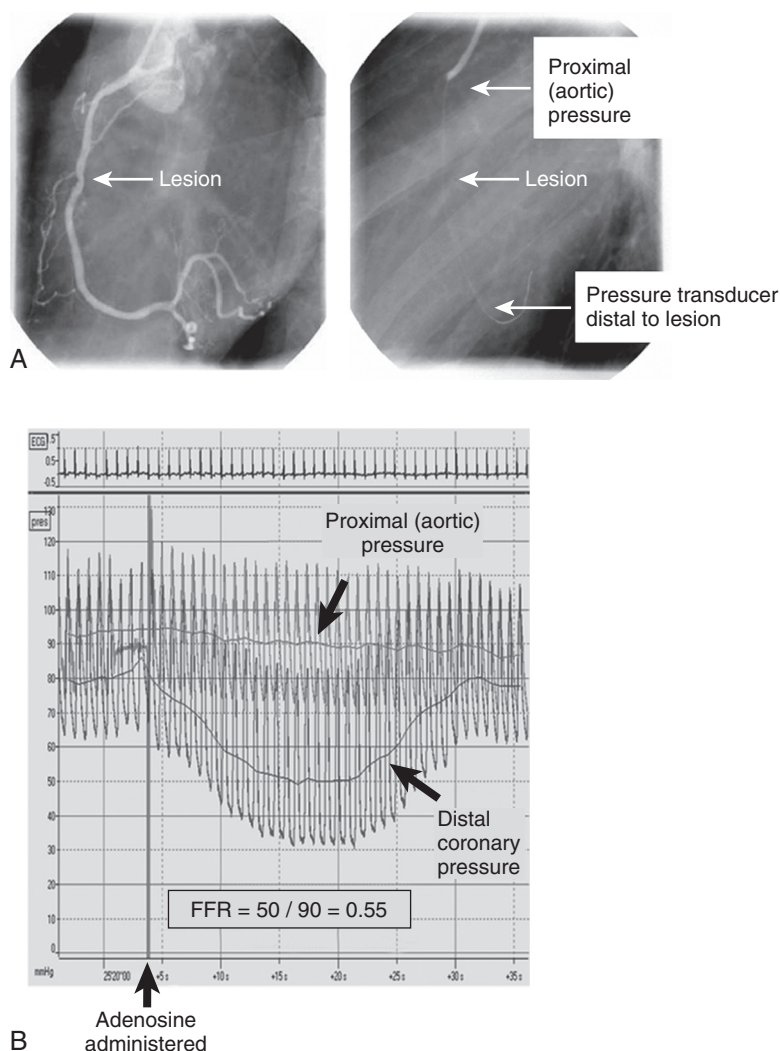 Proximal
(aortic)
pressure
Lesion
Lesion
Pressure transducer
distal to lesion
A
ECG
1.5
0.5
-0.5
pres
130
120
110
100
90
80
70
60
50
40
30
20
10
0
mmHg
Proximal (aortic)
pressure
Distal
coronary
pressure
FFR = 50 / 90 = 0.55
+5 s
+10 s
+15 s
+20 s
+25 s
+30 s
+35 s
Adenosine
administered
B